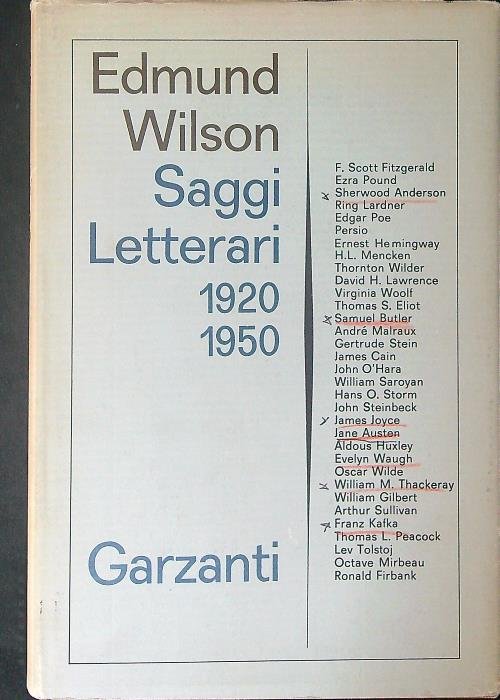 Edmund
Wilson
Saggi
Letterari
1920
1950
Garzanti
F. Scott Fitzgerald
Ezra Pound
Sherwood Anderson
Ring Lardner
Edgar Poe
Persio
Ernest Hemingway
H.L. Mencken
Thornton Wilder
David H. Lawrence
Virginia Woolf
Thomas S. Eliot
Samuel Butler
André Malraux
Gertrude Stein
James Cain
John O'Hara
William Saroyan
Hans O. Storm
John Steinbeck
James Joyce
Jane Austen
Aldous Huxley
Evelyn Waugh
Oscar Wilde
William M. Thackeray
William Gilbert
Arthur Sullivan
Franz Kafka
Thomas L. Peacock
Lev Tolstoj
Octave Mirbeau
Ronald Firbank